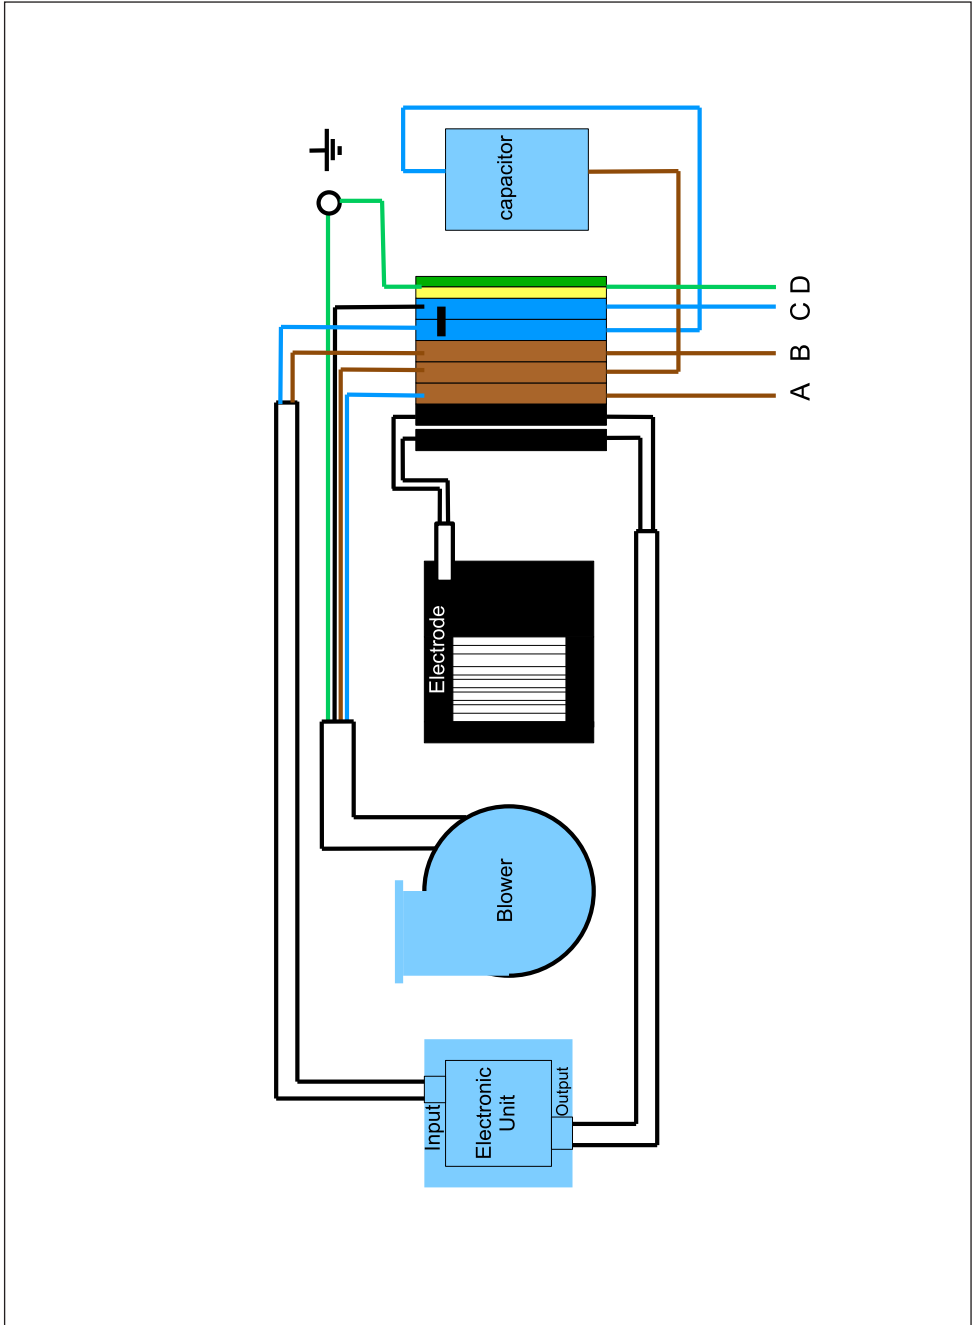 capacitor
D
C
B
A
Electrode
Blower
Input
Electronic
Unit
Output